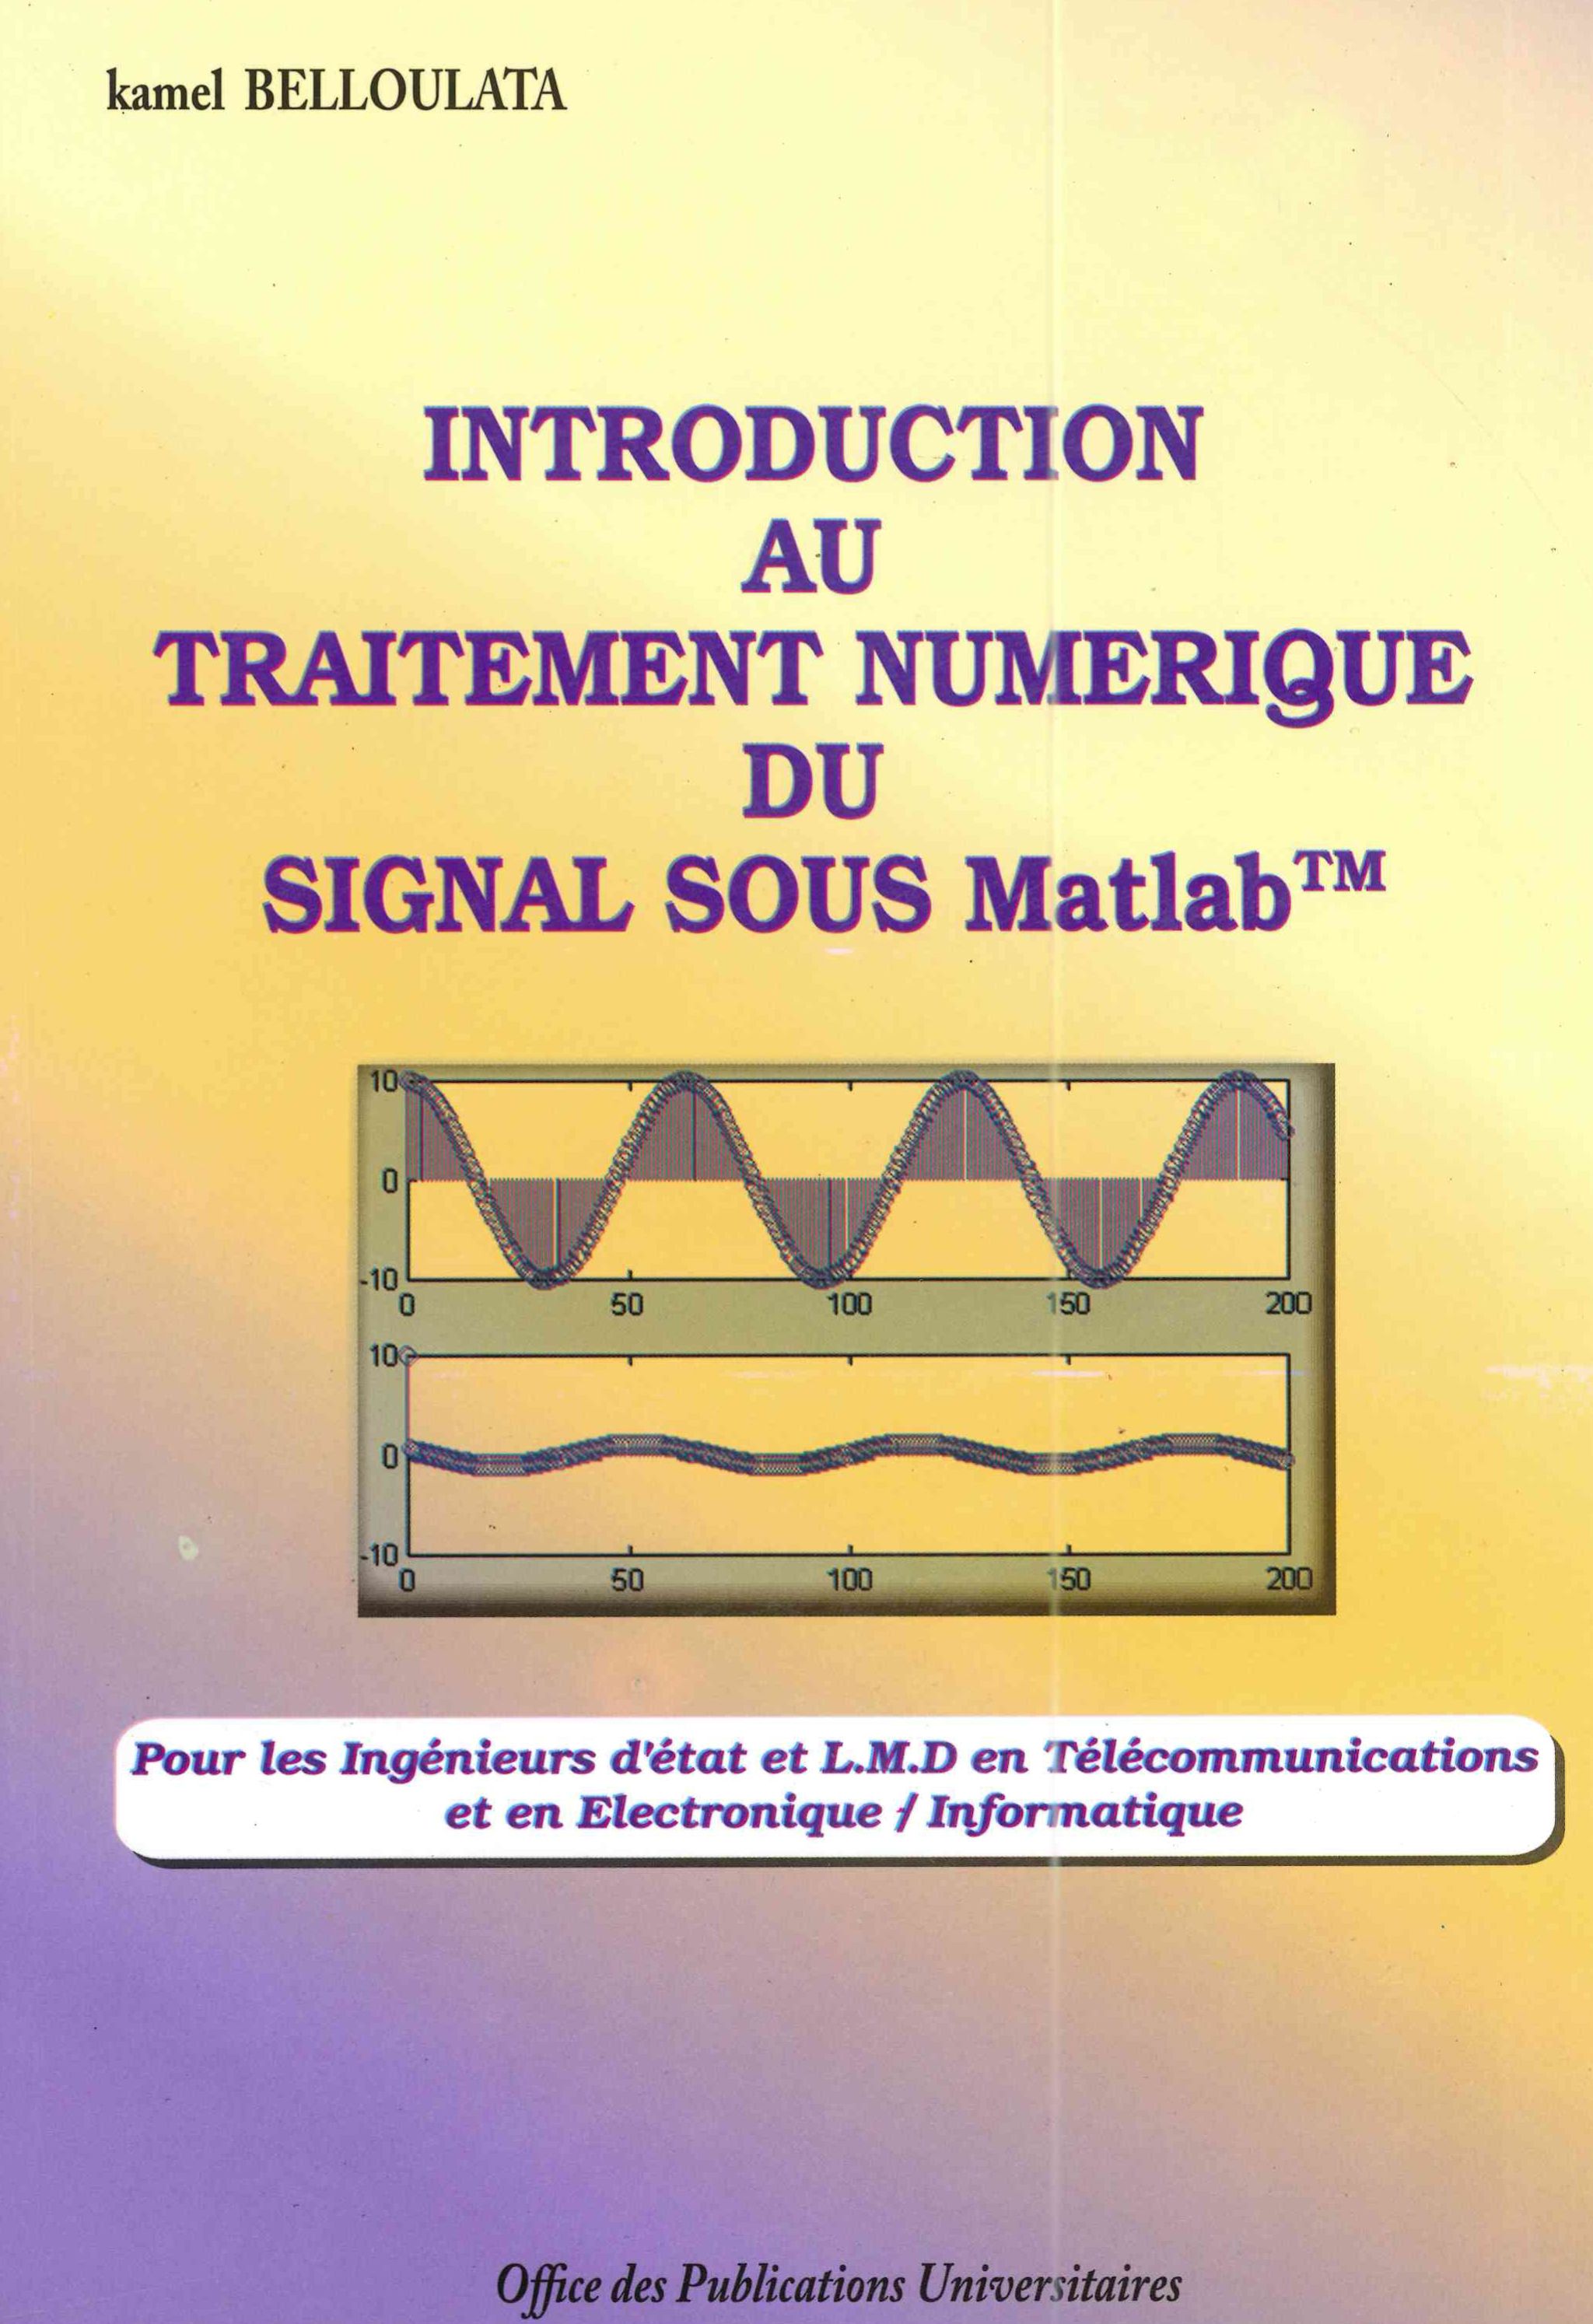 kamel BELLOULATA
INTRODUCTION
AU
TRAITEMENT NUMERIQUE
DU
SIGNAL SOUS Matlab™
10
0
-10
0 50 100 150 200
10
0
-10
0 50 100 150 200
Pour les Ingénieurs d'état et L.M.D en Télécommunications
et en Electronique / Informatique
Office des Publications Universitaires